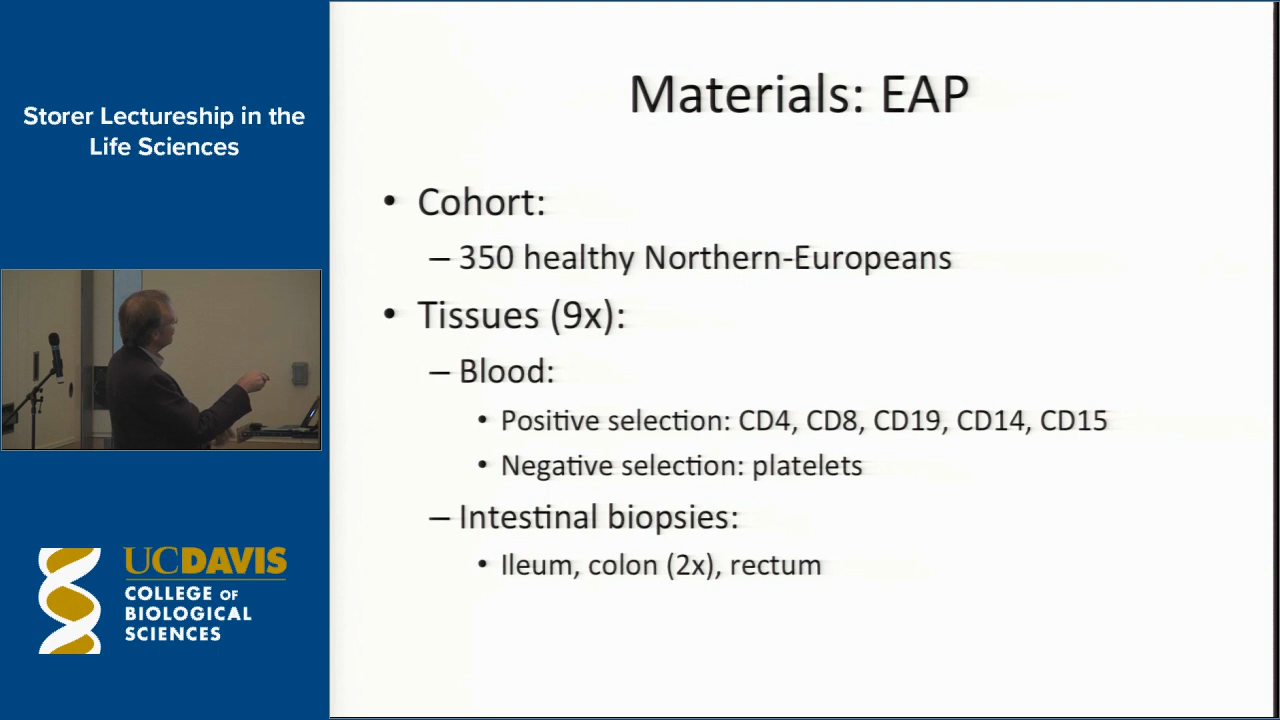 Storer Lectureship in the
Life Sciences
UCDAVIS
COLLEGE OF
BIOLOGICAL
SCIENCES
Materials: EAP
• Cohort:
– 350 healthy Northern-Europeans
• Tissues (9x):
– Blood:
• Positive selection: CD4, CD8, CD19, CD14, CD15
• Negative selection: platelets
– Intestinal biopsies:
• Ileum, colon (2x), rectum